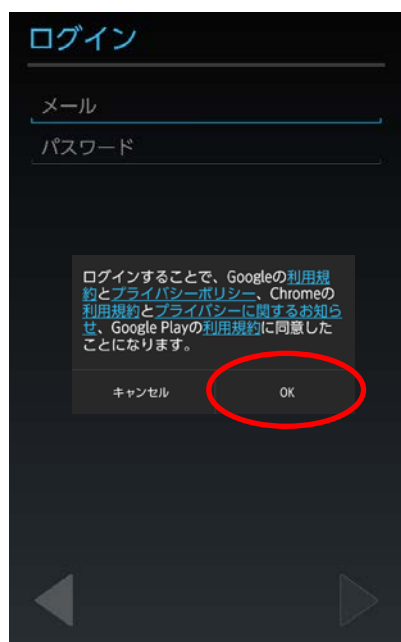 ログイン
メール
パスワード
ログインすることで、Googleの利用規
約とプライバシーポリシー、Chromeの
利用規約とプライバシーに関するお知ら
せ、Google Playの利用規約に同意した
ことになります。
キャンセル
OK